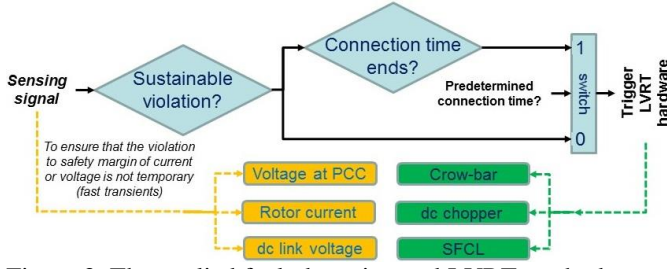 Sensing
signal
Sustainable
violation?
Connection time
ends?
Predetermined
connection time?
1
switch
0
Trigger
LVRT
hardware
To ensure that the violation
to safety margin of current
or voltage is not temporary
(fast transients)
Voltage at PCC
Rotor current
dc link voltage
Crow-bar
dc chopper
SFCL